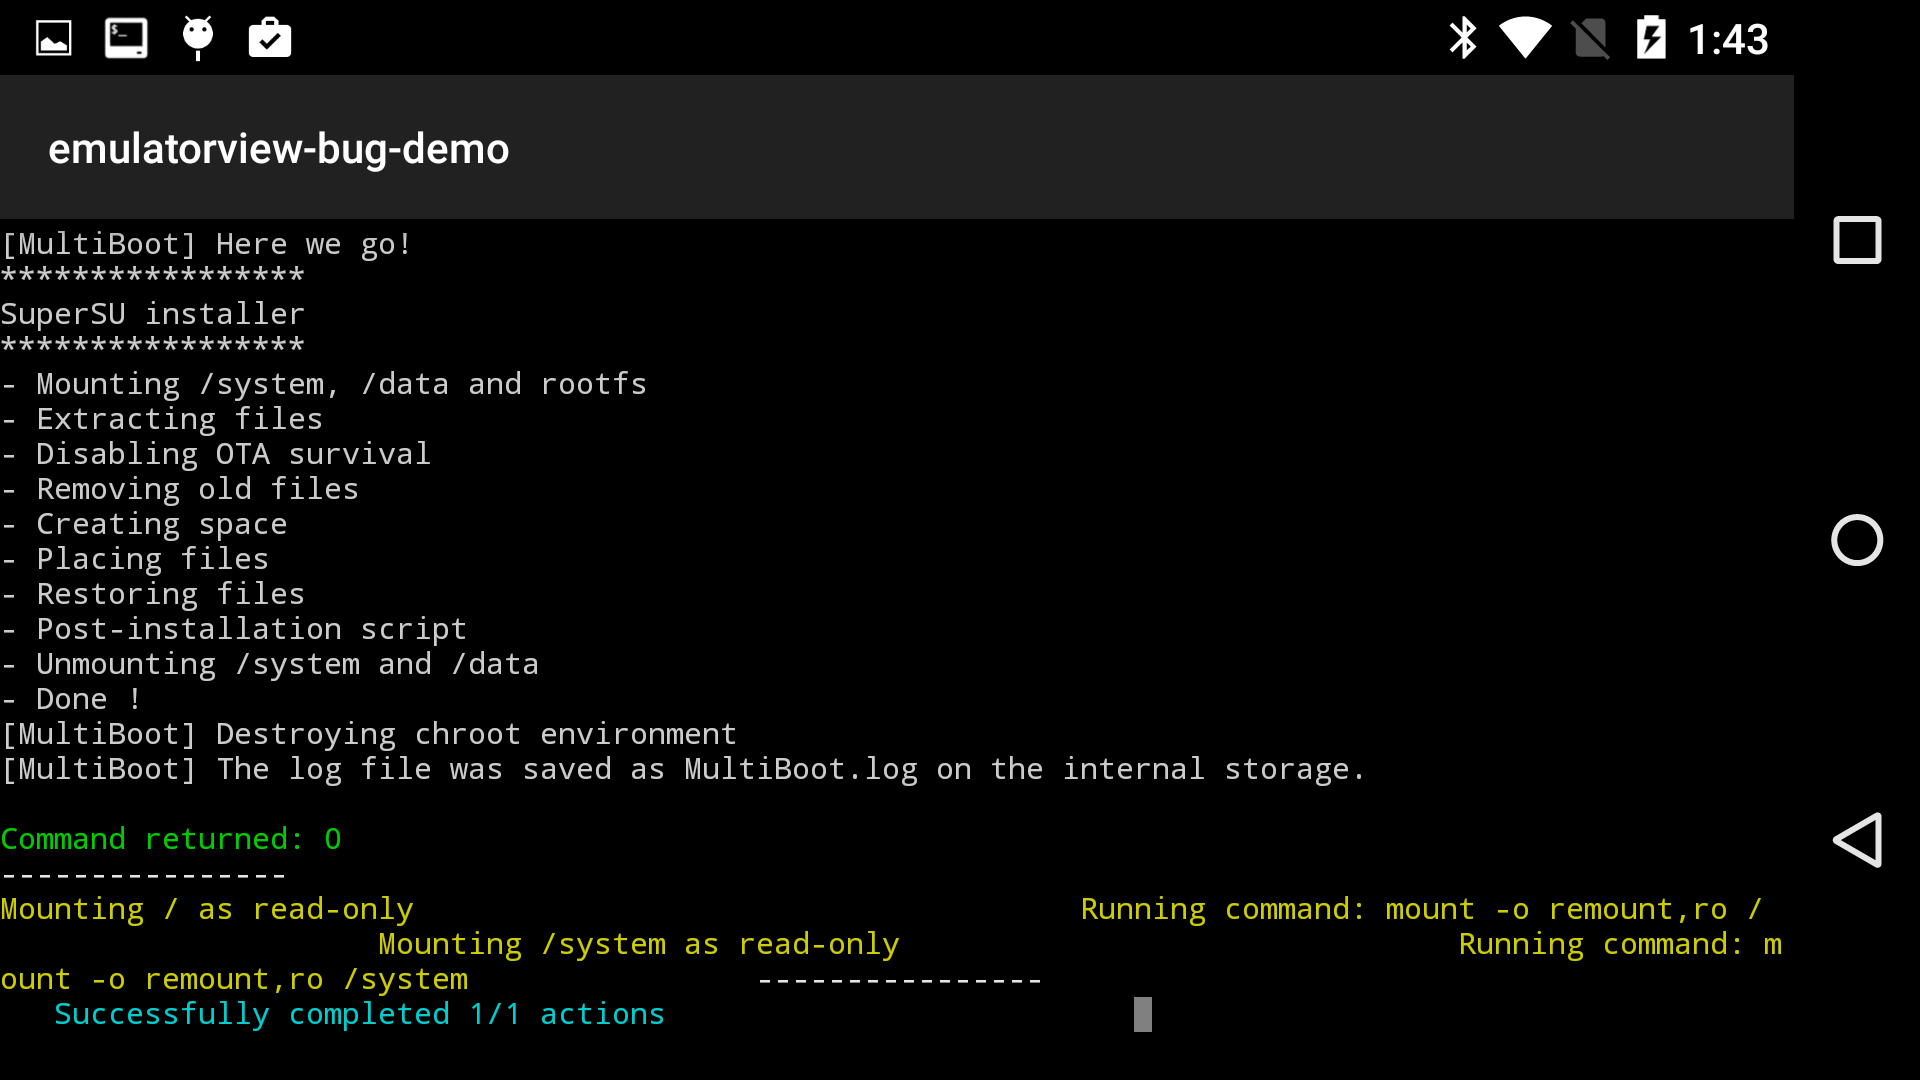 $_
1:43
emulatorview-bug-demo
[MultiBoot] Here we go!
*****************
SuperSU installer
*****************
- Mounting /system, /data and rootfs
- Extracting files
- Disabling OTA survival
- Removing old files
- Creating space
- Placing files
- Restoring files
- Post-installation script
- Unmounting /system and /data
- Done !
[MultiBoot] Destroying chroot environment
[MultiBoot] The log file was saved as MultiBoot.log on the internal storage.
Command returned: 0
----------------
Mounting / as read-only Running command: mount -o remount,ro /
Mounting /system as read-only Running command: m
ount -o remount,ro /system ----------------
Successfully completed 1/1 actions